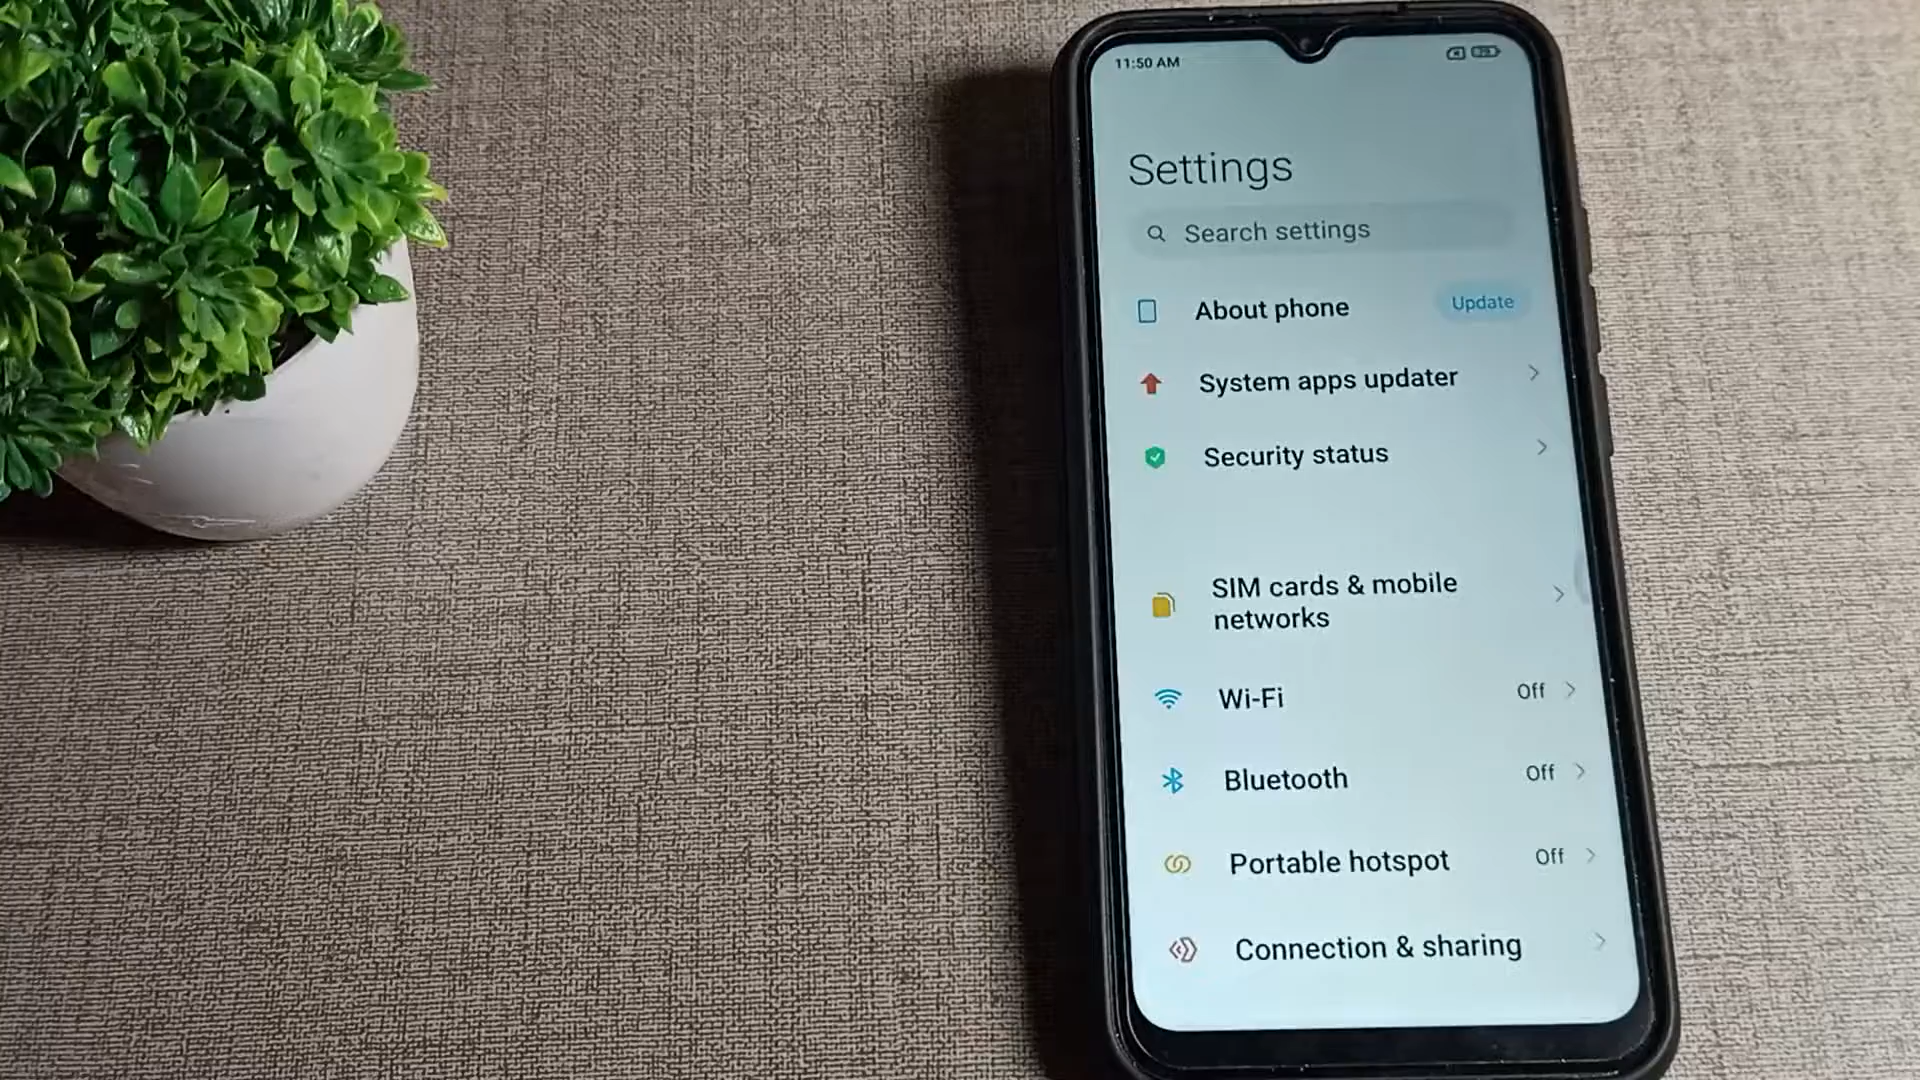 11:50 AM
Settings
Search settings
About phone Update
System apps updater
Security status
SIM cards & mobile
networks
Wi-Fi Off
Bluetooth Off
Portable hotspot Off
Connection & sharing